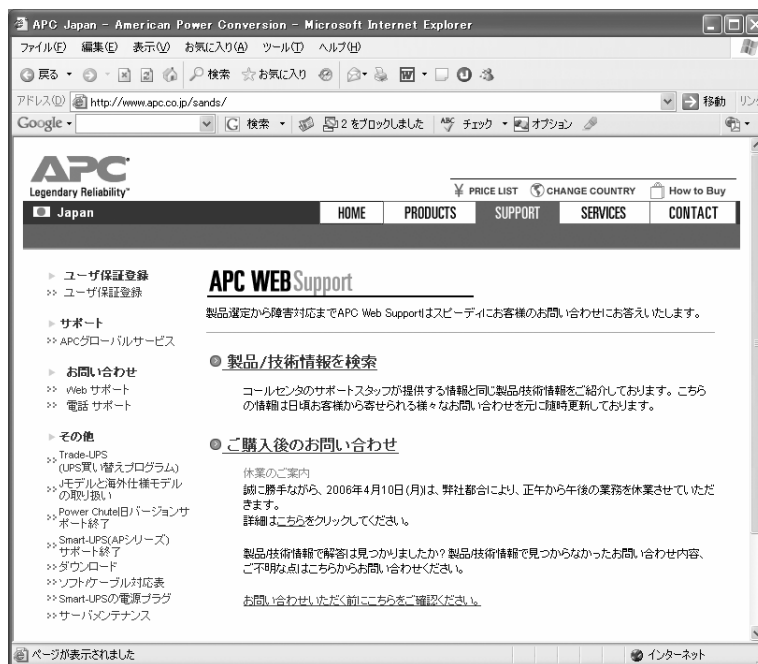 APC Japan - American Power Conversion - Microsoft Internet Explorer
ファイル(F) 編集(E) 表示(V) お気に入り(A) ツール(T) ヘルプ(H)
戻る 検索 お気に入り
アドレス(D) http://www.apc.co.jp/sands/ 移動 リンク
Google 検索 2 をブロックしました チェック オプション
APC
Legendary Reliability™
PRICE LIST CHANGE COUNTRY How to Buy
Japan HOME PRODUCTS SUPPORT SERVICES CONTACT
ユーザ保証登録
>> ユーザ保証登録
サポート
>> APCグローバルサービス
お問い合わせ
>> Web サポート
>> 電話 サポート
その他
>> Trade-UPS
(UPS買い替えプログラム)
>> Jモデルと海外仕様モデル
の取り扱い
>> Power Chute旧バージョンサ
ポート終了
>> Smart-UPS(APシリーズ)
サポート終了
>> ダウンロード
>> ソフト/ケーブル対応表
>> Smart-UPSの電源プラグ
>> サーバメンテナンス
APC WEB Support
製品選定から障害対応までAPC Web Supportはスピーディにお客様のお問い合わせにお答えいたします。
製品/技術情報を検索
コールセンタのサポートスタッフが提供する情報と同じ製品/技術情報をご紹介しております。こちら
の情報は日頃お客様から寄せられる様々なお問い合わせを元に随時更新しております。
ご購入後のお問い合わせ
休業のご案内
誠に勝手ながら、2006年4月10日(月)は、弊社都合により、正午から午後の業務を休業させていただ
きます。
詳細はこちらをクリックしてください。
製品/技術情報で解答は見つかりましたか？製品/技術情報で見つからなかったお問い合わせ内容、
ご不明な点はこちらからお問い合わせください。
お問い合わせいただく前にこちらをご確認ください。
ページが表示されました インターネット